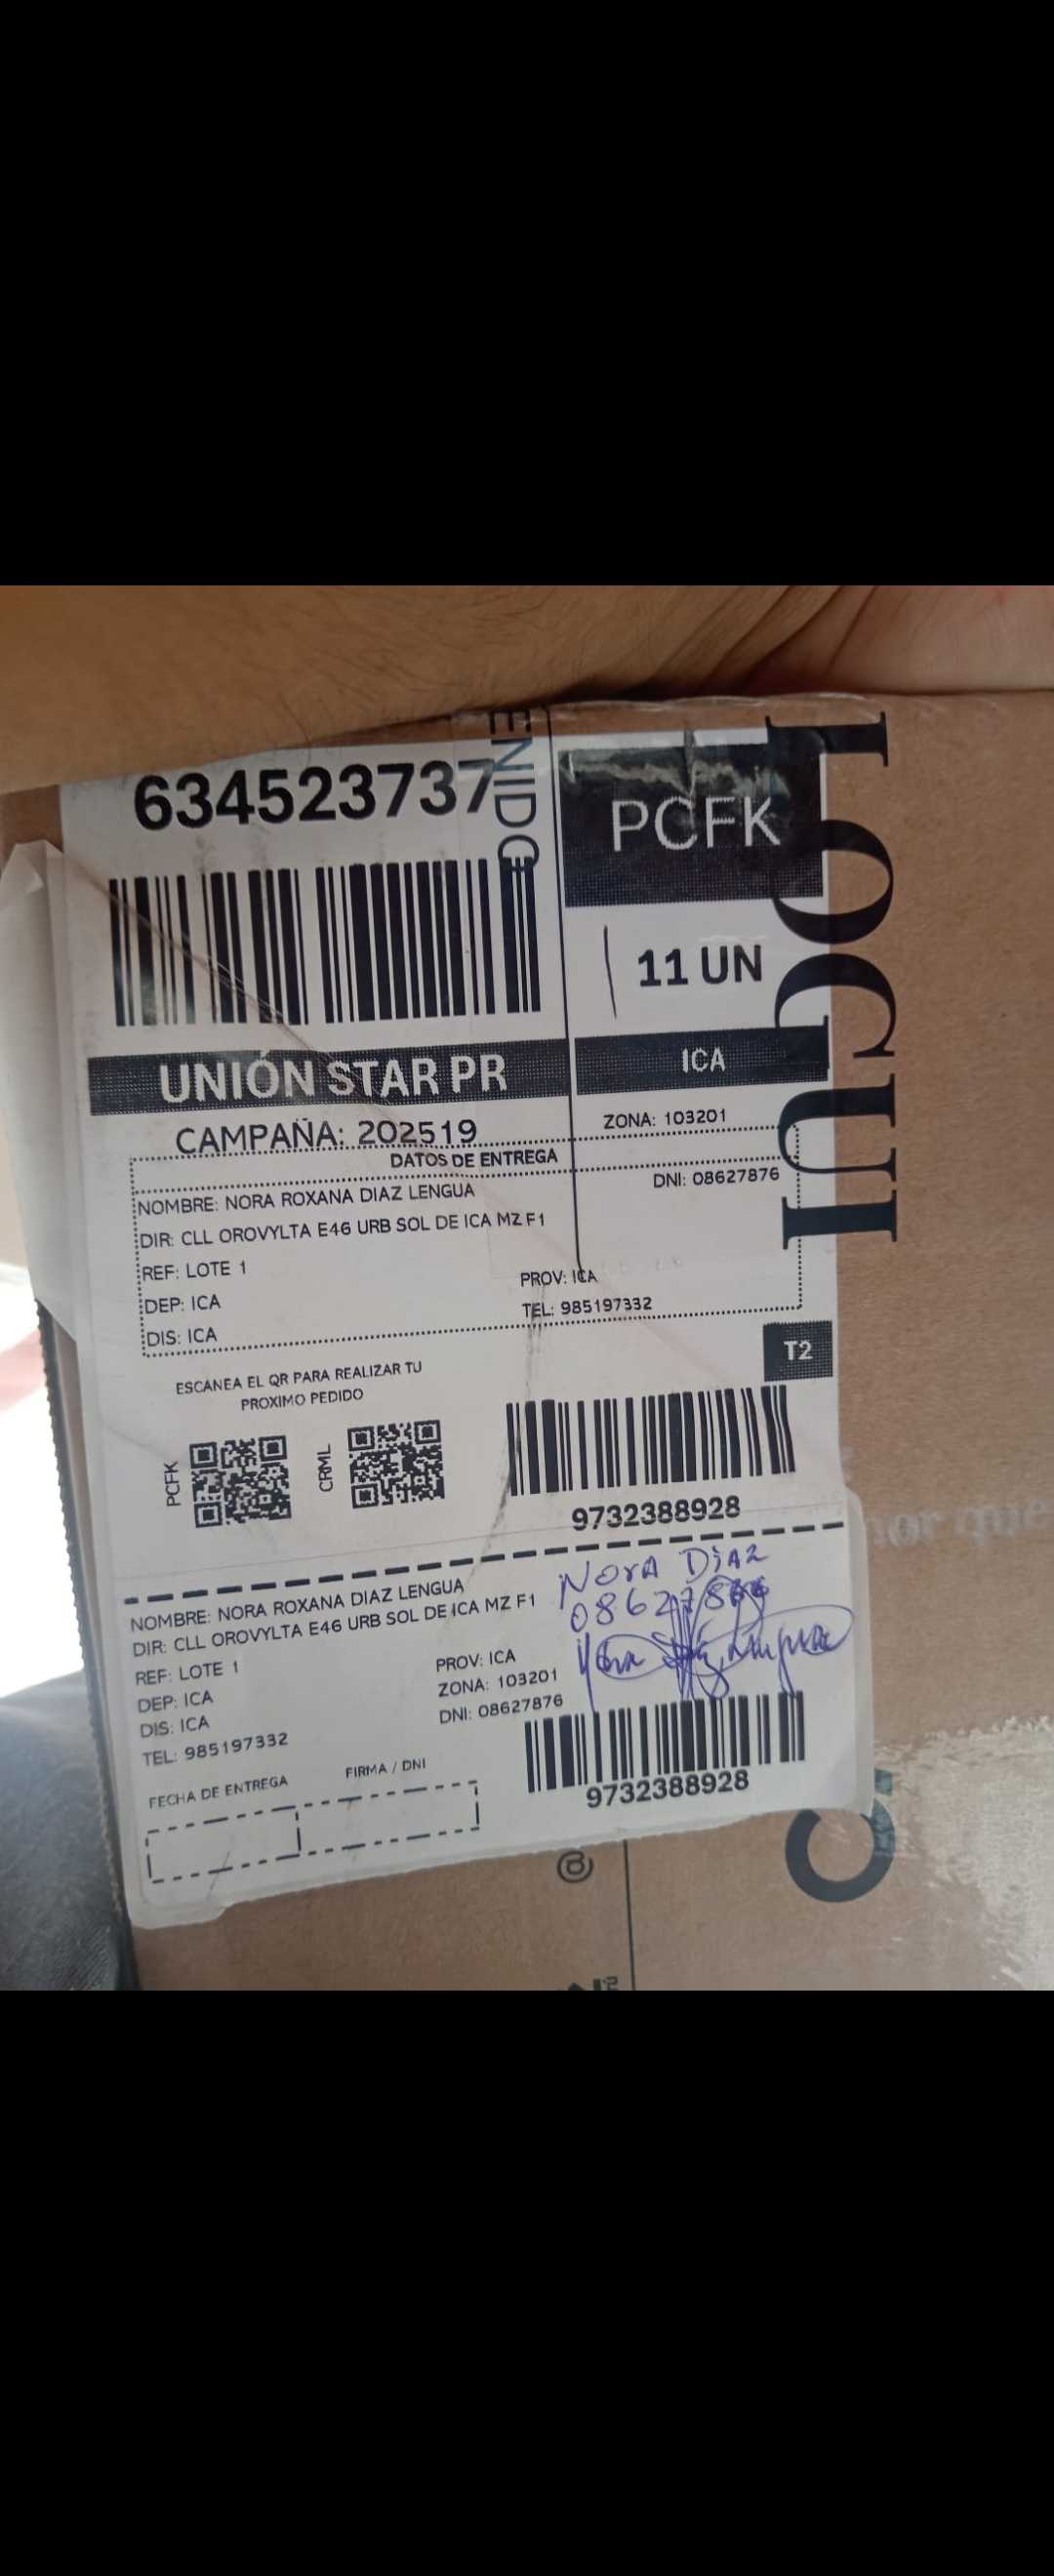 634523737
ENIDO
PCFK
11 UN
UNIÓN STAR PR
ICA
CAMPAÑA: 202519
ZONA: 103201
DATOS DE ENTREGA
NOMBRE: NORA ROXANA DIAZ LENGUA
DNI: 08627876
DIR: CLL OROVYLTA E46 URB SOL DE ICA MZ F1
REF: LOTE 1
DEP: ICA
PROV: ICA
DIS: ICA
TEL: 985197332
T2
ESCANEA EL QR PARA REALIZAR TU
PROXIMO PEDIDO
PCFK
CRML
9732388928
NOMBRE: NORA ROXANA DIAZ LENGUA
DIR: CLL OROVYLTA E46 URB SOL DE ICA MZ F1
REF: LOTE 1
DEP: ICA
DIS: ICA
TEL: 985197332
PROV: ICA
ZONA: 103201
DNI: 08627876
FECHA DE ENTREGA
FIRMA / DNI
Nora Diaz
9732388928
L'OCUI
or que
@